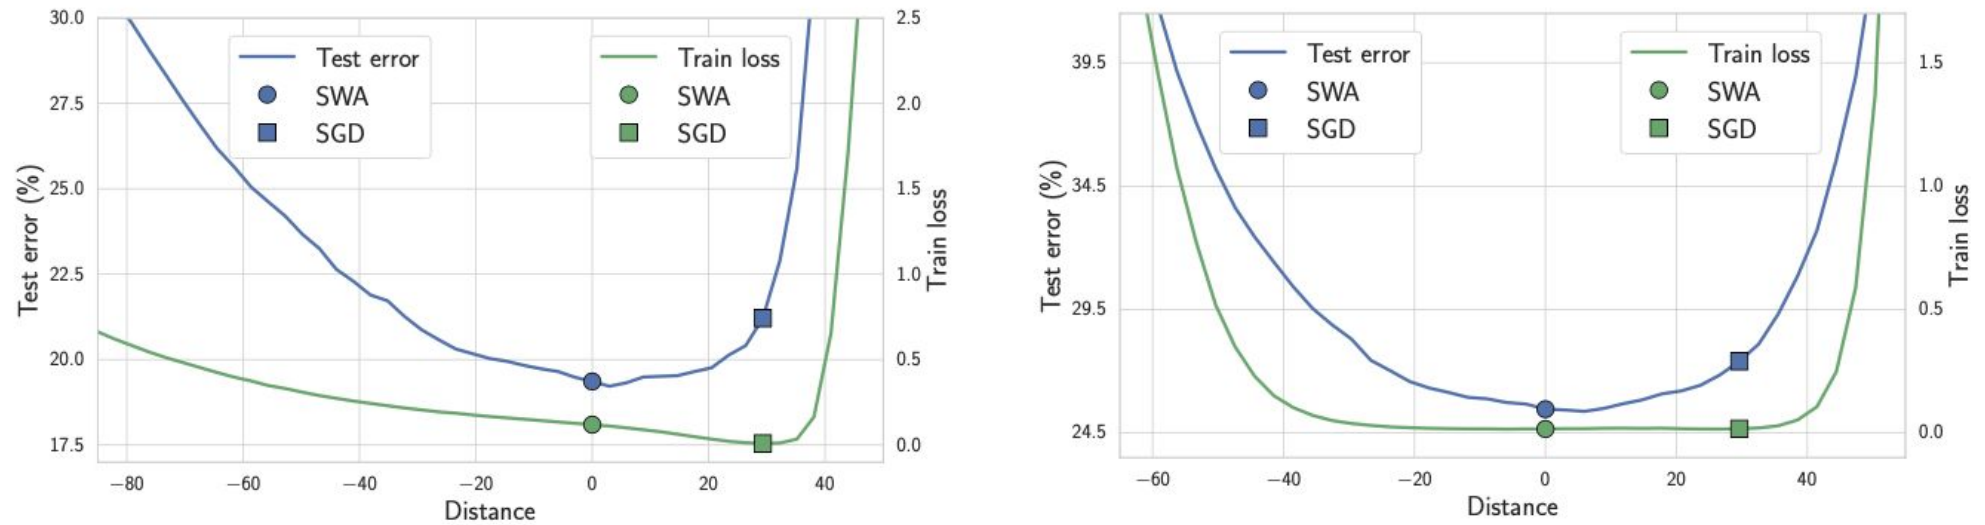 30.0
27.5
25.0
22.5
20.0
17.5
Test error (%)
Test error
SWA
SGD
Train loss
SWA
SGD
2.5
2.0
1.5
1.0
0.5
0.0
Train loss
−80 −60 −40 −20 0 20 40
Distance
39.5
34.5
29.5
24.5
Test error (%)
Test error
SWA
SGD
Train loss
SWA
SGD
1.5
1.0
0.5
0.0
Train loss
−60 −40 −20 0 20 40
Distance